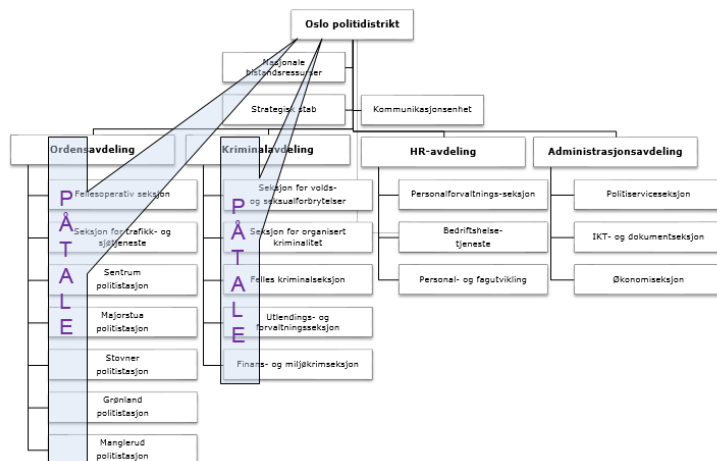 Oslo politidistrikt
Nasjonale
bistandsressurser
Strategisk stab
Kommunikasjonsenhet
Ordensavdeling
Kriminalavdeling
HR-avdeling
Administrasjonsavdeling
PÅTALE
Fellesoperativ seksjon
Seksjon for trafikk- og
sjøtjeneste
Sentrum
politistasjon
Majorstua
politistasjon
Stovner
politistasjon
Grønland
politistasjon
Manglerud
politistasjon
PÅTALE
Seksjon for volds-
og seksualforbrytelser
Seksjon for organisert
kriminalitet
Felles kriminalseksjon
Utlendings- og
forvaltningsseksjon
Finans- og miljøkrimseksjon
Personalforvaltnings-seksjon
Bedriftshelse-
tjeneste
Personal- og fagutvikling
Politiserviceseksjon
IKT- og dokumentseksjon
Økonomiseksjon